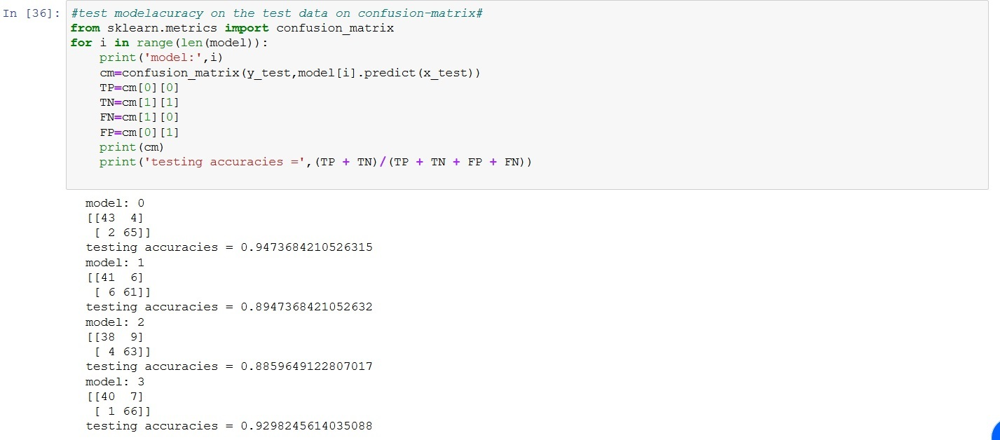 In [36]: #test modelacuracy on the test data on confusion-matrix#
from sklearn.metrics import confusion_matrix
for i in range(len(model)):
    print('model:',i)
    cm=confusion_matrix(y_test,model[i].predict(x_test))
    TP=cm[0][0]
    TN=cm[1][1]
    FN=cm[1][0]
    FP=cm[0][1]
    print(cm)
    print('testing accuracies =',(TP + TN)/(TP + TN + FP + FN))
model: 0
[[43  4]
 [ 2 65]]
testing accuracies = 0.9473684210526315
model: 1
[[41  6]
 [ 6 61]]
testing accuracies = 0.8947368421052632
model: 2
[[38  9]
 [ 4 63]]
testing accuracies = 0.8859649122807017
model: 3
[[40  7]
 [ 1 66]]
testing accuracies = 0.9298245614035088